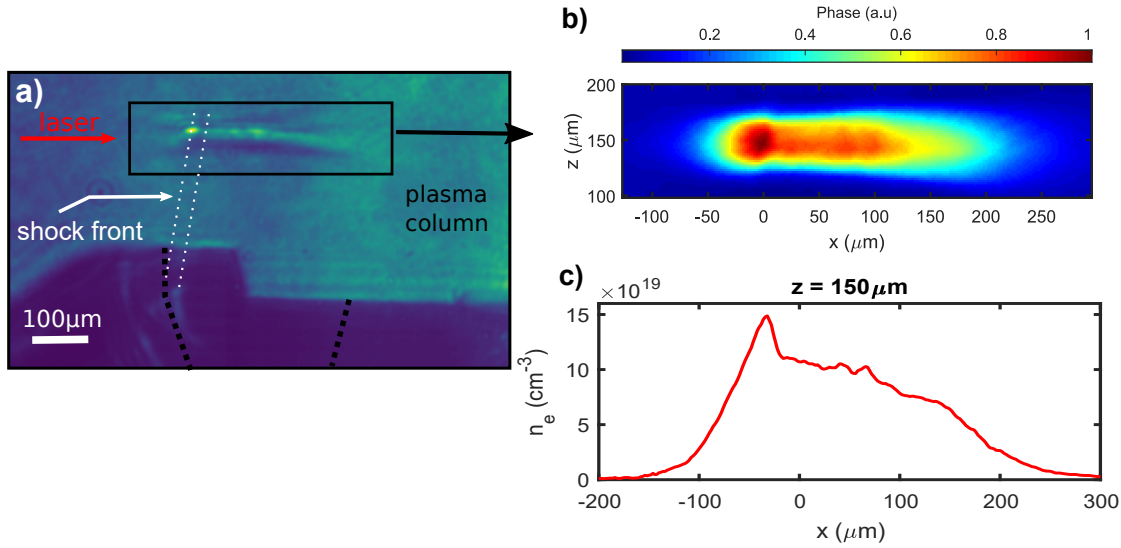 a)
laser
shock front
plasma
column
100μm
b)
Phase (a.u)
0.2 0.4 0.6 0.8 1
200
150
100
z (μm)
-100 -50 0 50 100 150 200 250
x (μm)
c)
×10^19
z = 150μm
15
10
5
0
n_e (cm^-3)
-200 -100 0 100 200 300
x (μm)